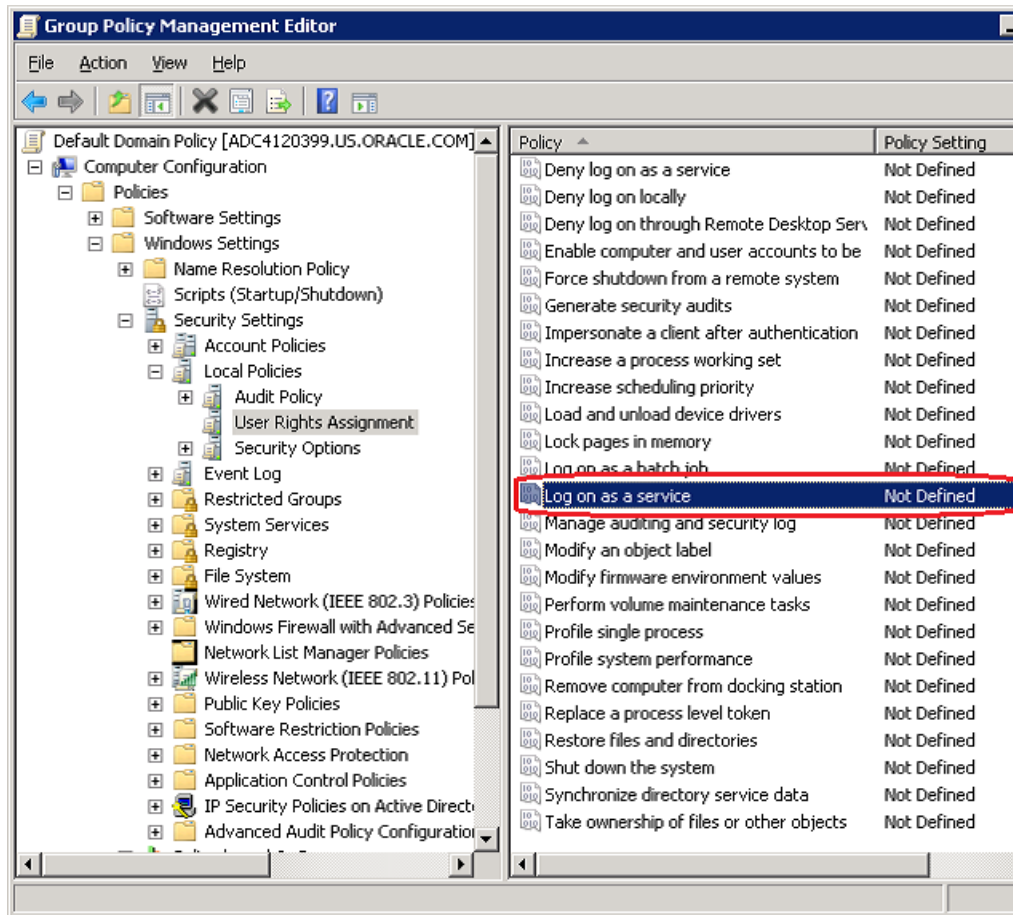 Group Policy Management Editor
File Action View Help
Default Domain Policy [ADC4120399.US.ORACLE.COM]
Computer Configuration
Policies
Software Settings
Windows Settings
Name Resolution Policy
Scripts (Startup/Shutdown)
Security Settings
Account Policies
Local Policies
Audit Policy
User Rights Assignment
Security Options
Event Log
Restricted Groups
System Services
Registry
File System
Wired Network (IEEE 802.3) Policies
Windows Firewall with Advanced Se
Network List Manager Policies
Wireless Network (IEEE 802.11) Pol
Public Key Policies
Software Restriction Policies
Network Access Protection
Application Control Policies
IP Security Policies on Active Direct
Advanced Audit Policy Configuration
Policy Policy Setting
Deny log on as a service Not Defined
Deny log on locally Not Defined
Deny log on through Remote Desktop Serv Not Defined
Enable computer and user accounts to be Not Defined
Force shutdown from a remote system Not Defined
Generate security audits Not Defined
Impersonate a client after authentication Not Defined
Increase a process working set Not Defined
Increase scheduling priority Not Defined
Load and unload device drivers Not Defined
Lock pages in memory Not Defined
Log on as a batch job Not Defined
Log on as a service Not Defined
Manage auditing and security log Not Defined
Modify an object label Not Defined
Modify firmware environment values Not Defined
Perform volume maintenance tasks Not Defined
Profile single process Not Defined
Profile system performance Not Defined
Remove computer from docking station Not Defined
Replace a process level token Not Defined
Restore files and directories Not Defined
Shut down the system Not Defined
Synchronize directory service data Not Defined
Take ownership of files or other objects Not Defined